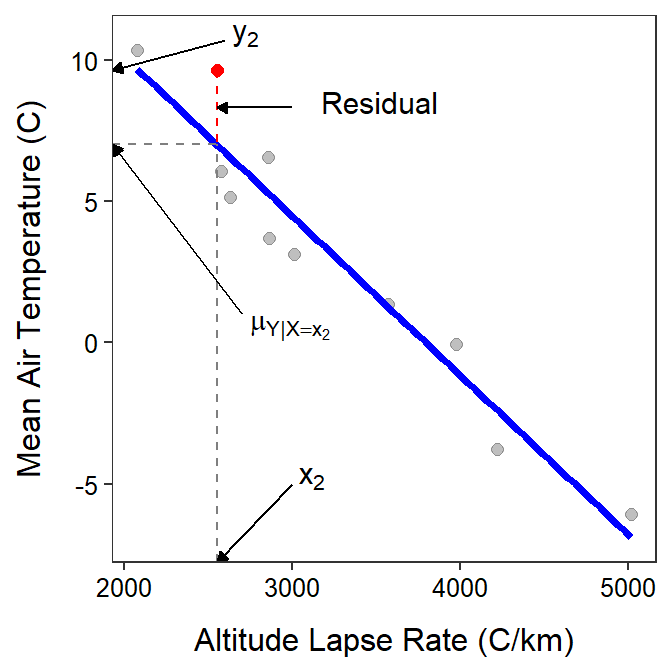 y₂
10
Residual
5
Mean Air Temperature (C)
μY|X=x₂
0
x₂
-5
2000 3000 4000 5000
Altitude Lapse Rate (C/km)